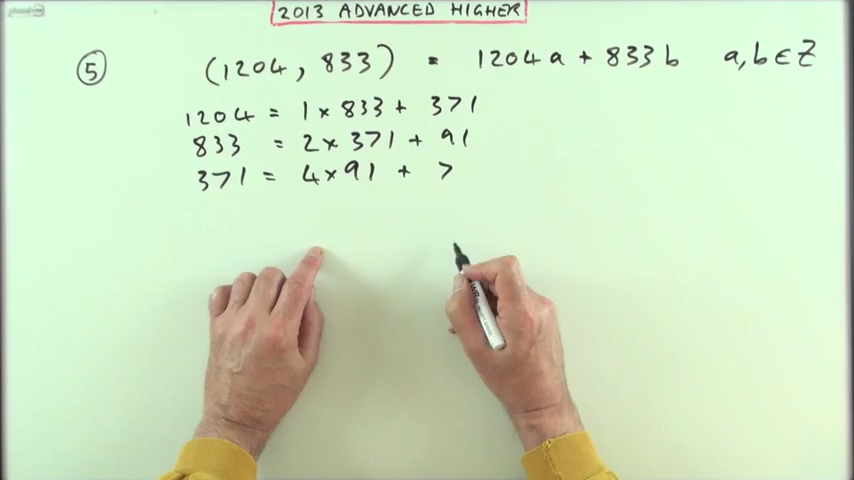 2013 ADVANCED HIGHER
⑤ (1204, 833) = 1204a + 833b a, b ∈ Z
1204 = 1 × 833 + 371
833 = 2 × 371 + 91
371 = 4 × 91 + 7